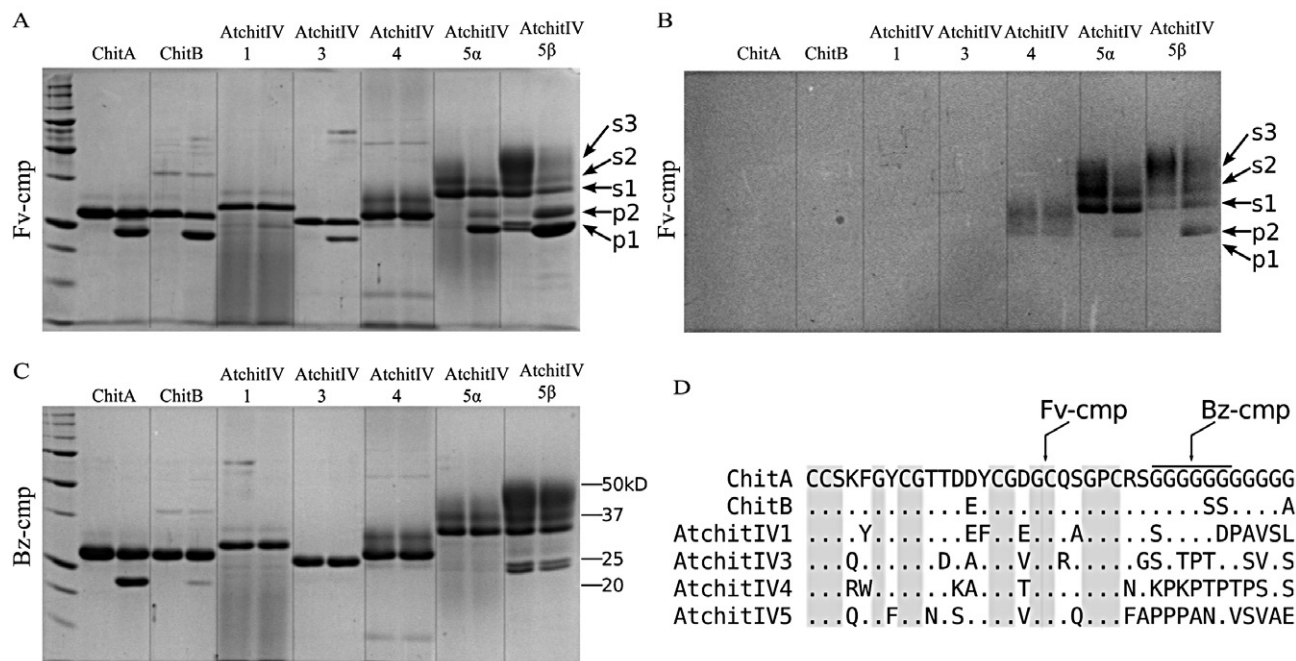 A
ChitA ChitB AtchitIV 1 AtchitIV 3 AtchitIV 4 AtchitIV 5α AtchitIV 5β
Fv-cmp
s3
s2
s1
p2
p1
B
ChitA ChitB AtchitIV 1 AtchitIV 3 AtchitIV 4 AtchitIV 5α AtchitIV 5β
Fv-cmp
s3
s2
s1
p2
p1
C
ChitA ChitB AtchitIV 1 AtchitIV 3 AtchitIV 4 AtchitIV 5α AtchitIV 5β
Bz-cmp
50kD
37
25
20
D
Fv-cmp Bz-cmp
ChitA CCSKFGYCGTTDDYCGDGCQSGPCRSGGGGGGGGGGG
ChitB ............E.................SS....A
AtchitIV1 ....Y.......EF..E...A.....S....DPAVSL
AtchitIV3 ...Q......D.A...V..R.....GS.TPT..SV.S
AtchitIV4 ...RW......KA...T.......N.KPKPTPTPS.S
AtchitIV5 ...Q..F..N.S....V...Q...FAPPPAN.VSVAE